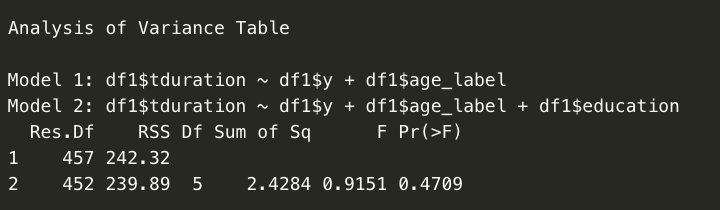 Analysis of Variance Table

Model 1: df1$tduration ~ df1$y + df1$age_label
Model 2: df1$tduration ~ df1$y + df1$age_label + df1$education
  Res.Df    RSS Df Sum of Sq      F Pr(>F)
1    457 242.32
2    452 239.89  5    2.4284 0.9151 0.4709